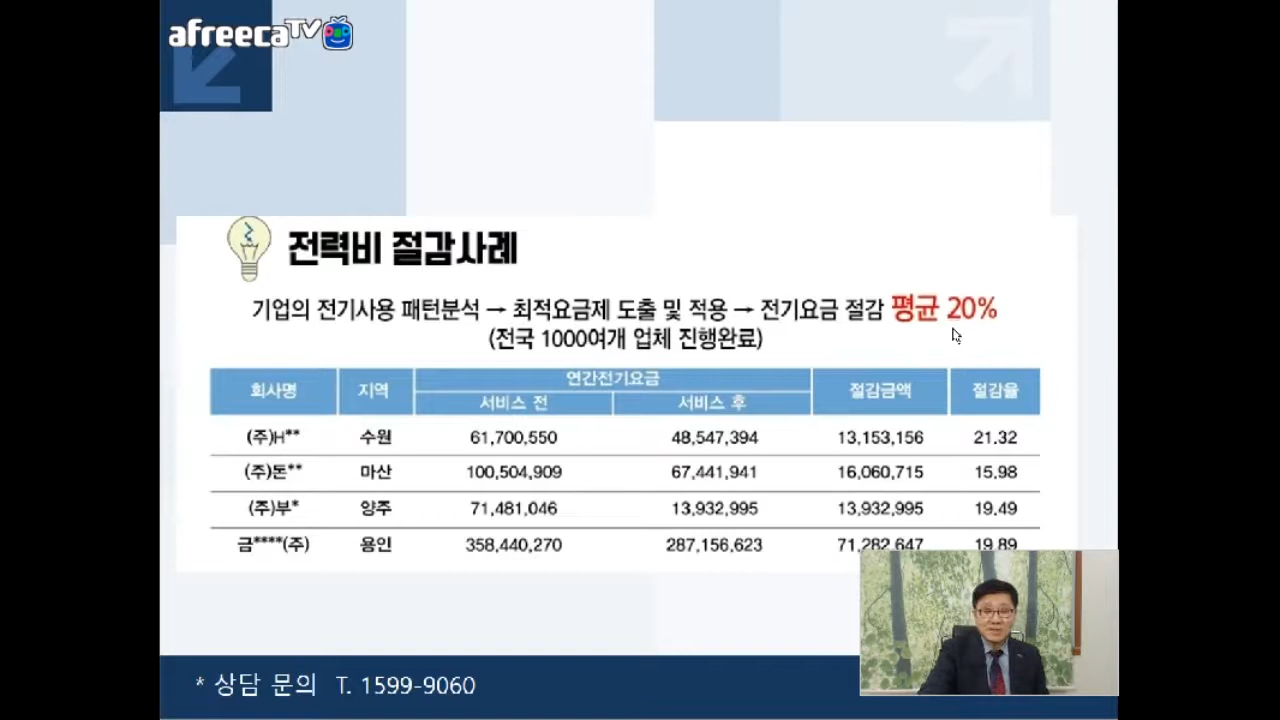 afreecaTV
전력비 절감사례
기업의 전기사용 패턴분석 → 최적요금제 도출 및 적용 → 전기요금 절감 평균 20%
(전국 1000여개 업체 진행완료)
회사명 지역 연간전기요금 절감금액 절감율
서비스 전 서비스 후
(주)H** 수원 61,700,550 48,547,394 13,153,156 21.32
(주)돈** 마산 100,504,909 67,441,941 16,060,715 15.98
(주)부* 양주 71,481,046 13,932,995 13,932,995 19.49
금****(주) 용인 358,440,270 287,156,623 71,282,647 19.89
* 상담 문의 T. 1599-9060